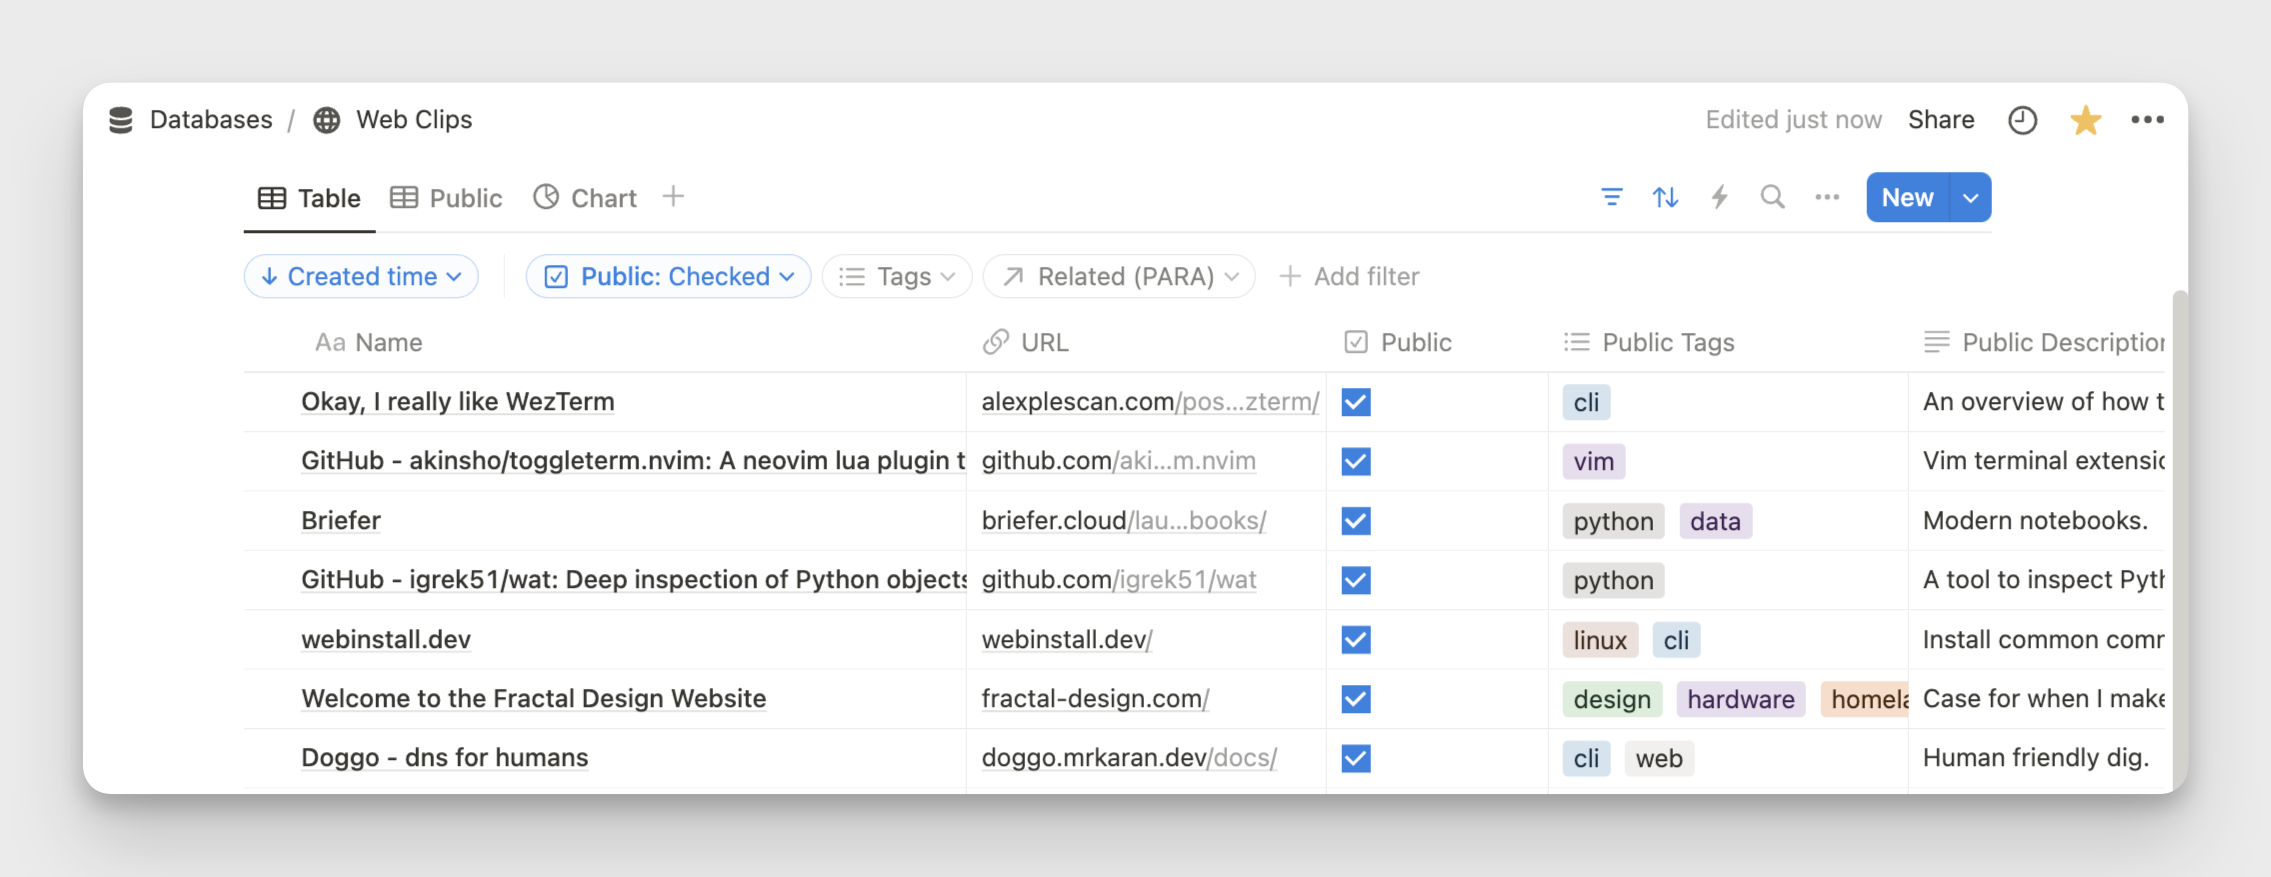 Databases / Web Clips Edited just now Share
Table Public Chart New
Created time Public: Checked Tags Related (PARA) Add filter
Aa Name URL Public Public Tags Public Description
Okay, I really like WezTerm alexplescan.com/pos...zterm/ cli An overview of how t
GitHub - akinsho/toggleterm.nvim: A neovim lua plugin t github.com/aki...m.nvim vim Vim terminal extensio
Briefer briefer.cloud/lau...books/ python data Modern notebooks.
GitHub - igrek51/wat: Deep inspection of Python objects github.com/igrek51/wat python A tool to inspect Pyth
webinstall.dev webinstall.dev/ linux cli Install common comm
Welcome to the Fractal Design Website fractal-design.com/ design hardware homela Case for when I make
Doggo - dns for humans doggo.mrkaran.dev/docs/ cli web Human friendly dig.